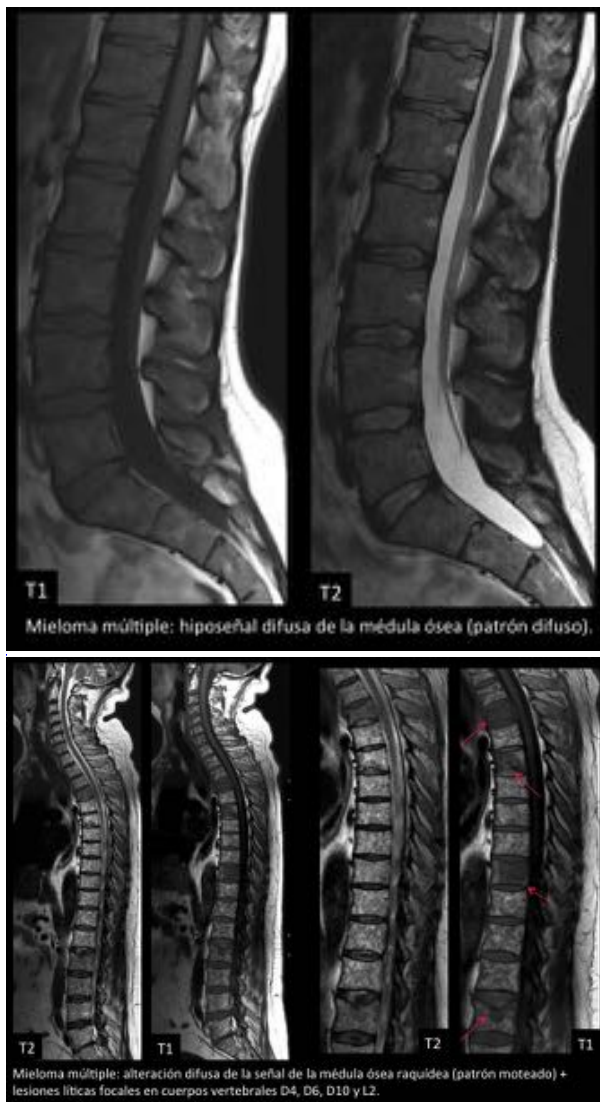 T1
T2
Mieloma múltiple: hiposeñal difusa de la médula ósea (patrón difuso).
T2
T1
T2
T1
Mieloma múltiple: alteración difusa de la señal de la médula ósea raquídea (patrón moteado) +
lesiones líticas focales en cuerpos vertebrales D4, D6, D10 y L2.